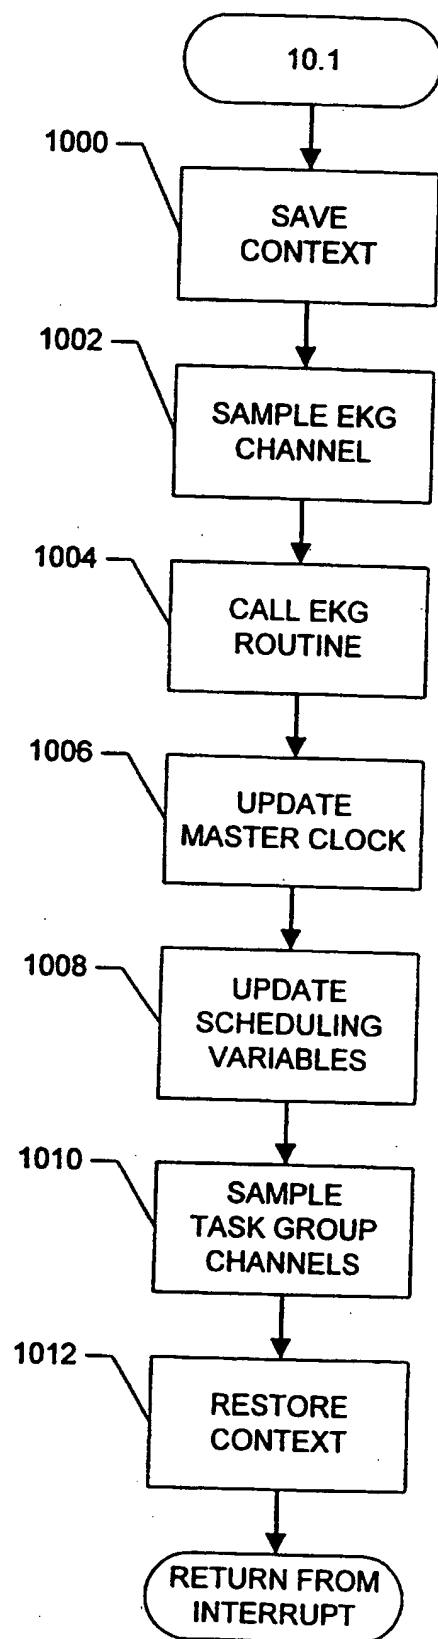 10.1
1000
SAVE
CONTEXT
1002
SAMPLE EKG
CHANNEL
1004
CALL EKG
ROUTINE
1006
UPDATE
MASTER CLOCK
1008
UPDATE
SCHEDULING
VARIABLES
1010
SAMPLE
TASK GROUP
CHANNELS
1012
RESTORE
CONTEXT
RETURN FROM
INTERRUPT